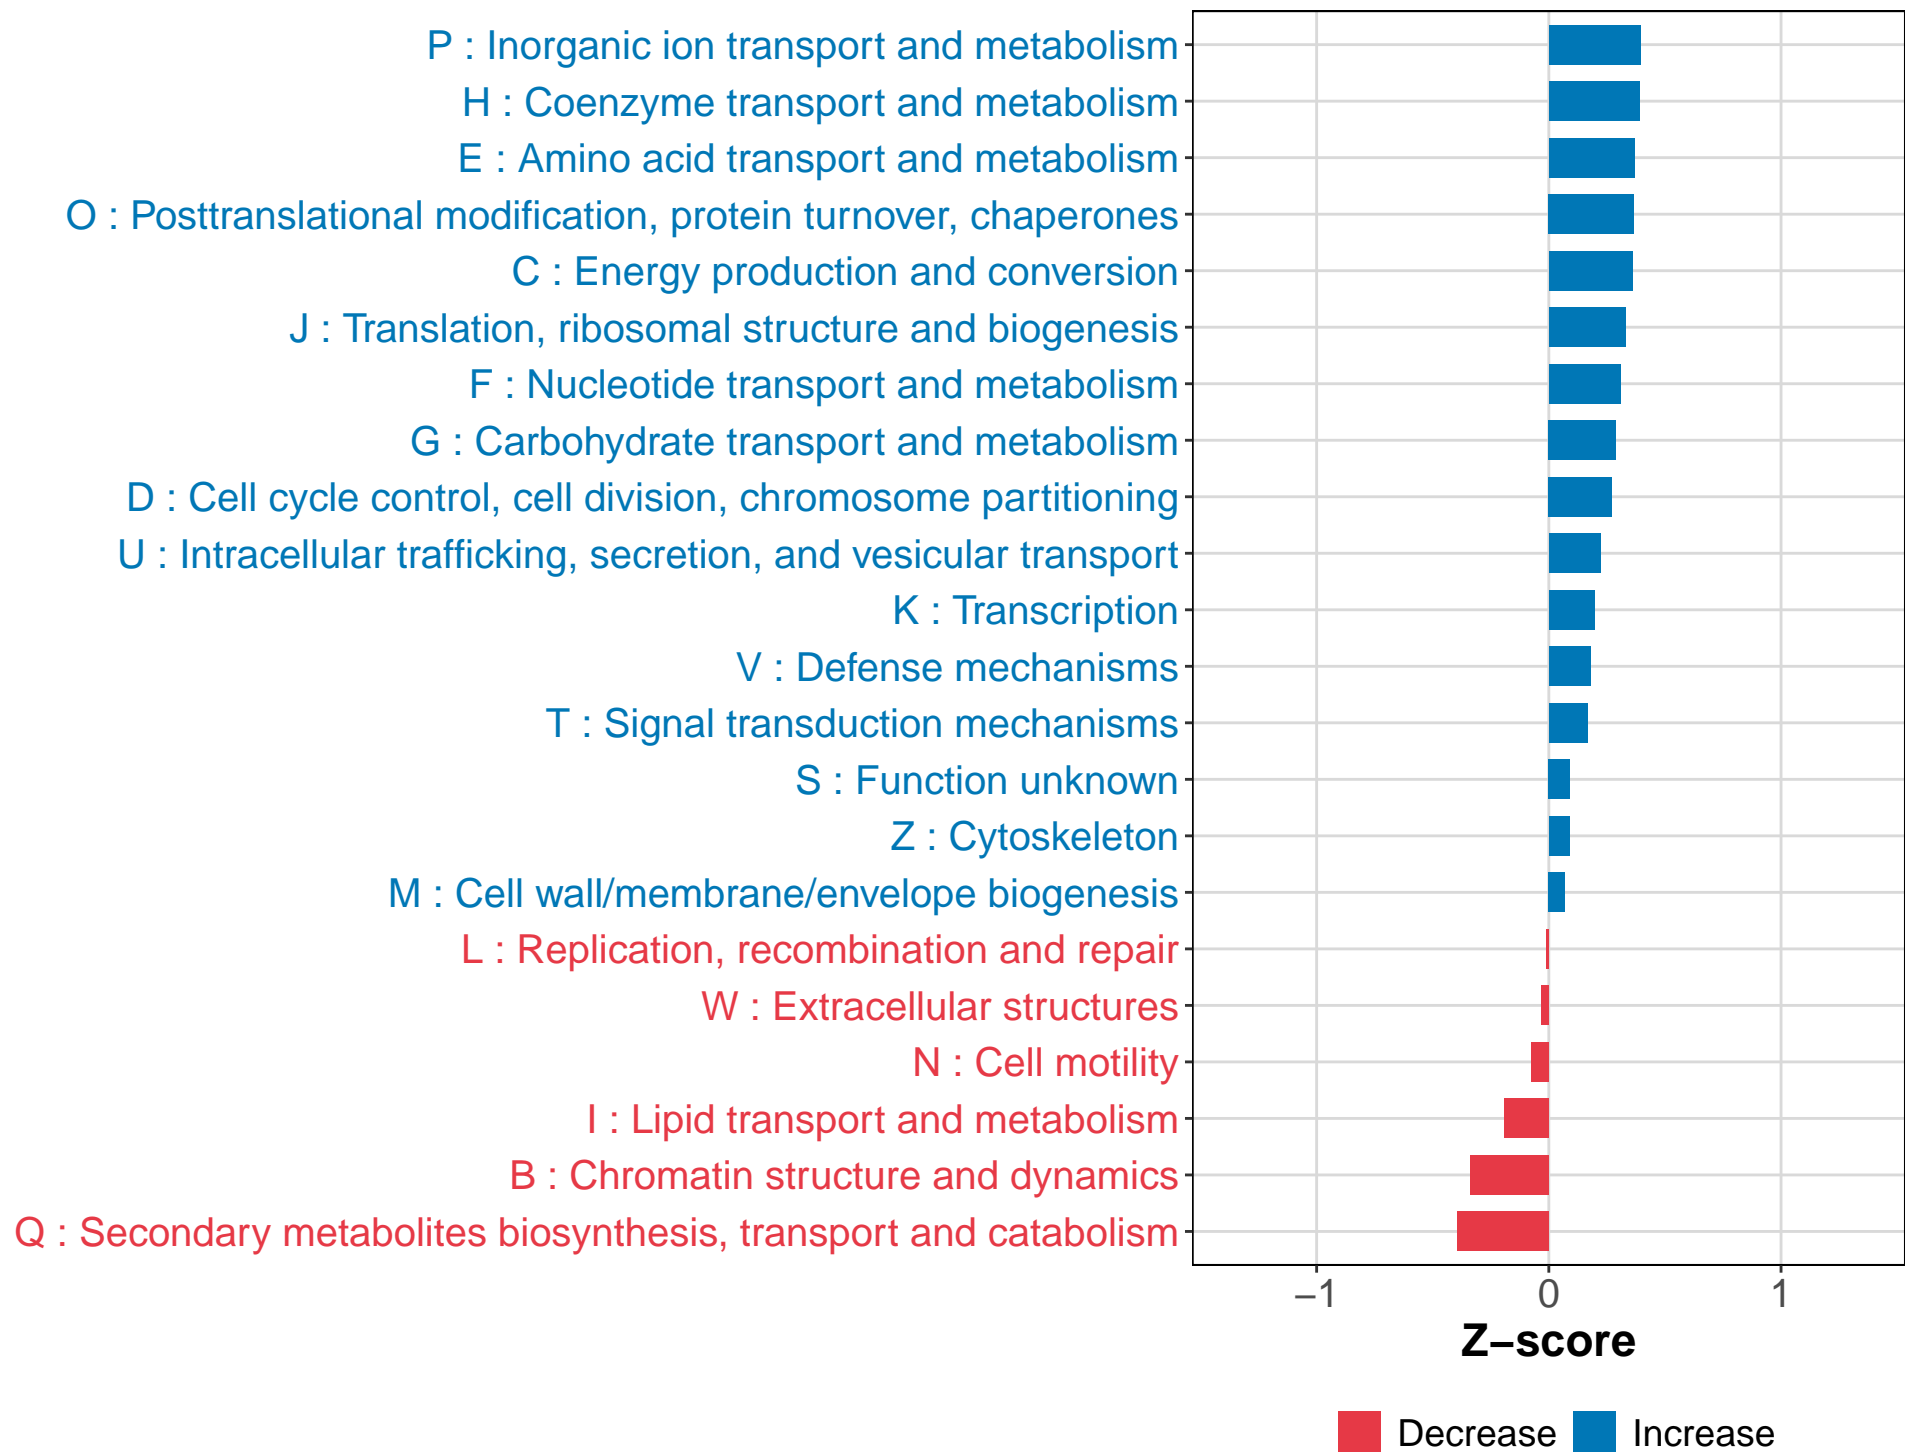 P : Inorganic ion transport and metabolism
H : Coenzyme transport and metabolism
E : Amino acid transport and metabolism
O : Posttranslational modification, protein turnover, chaperones
C : Energy production and conversion
J : Translation, ribosomal structure and biogenesis
F : Nucleotide transport and metabolism
G : Carbohydrate transport and metabolism
D : Cell cycle control, cell division, chromosome partitioning
U : Intracellular trafficking, secretion, and vesicular transport
K : Transcription
V : Defense mechanisms
T : Signal transduction mechanisms
S : Function unknown
Z : Cytoskeleton
M : Cell wall/membrane/envelope biogenesis
L : Replication, recombination and repair
W : Extracellular structures
N : Cell motility
I : Lipid transport and metabolism
B : Chromatin structure and dynamics
Q : Secondary metabolites biosynthesis, transport and catabolism
−1 0 1
Z−score
Decrease Increase